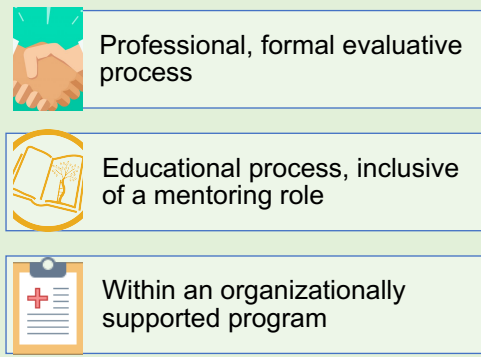 Professional, formal evaluative
process
Educational process, inclusive
of a mentoring role
Within an organizationally
supported program